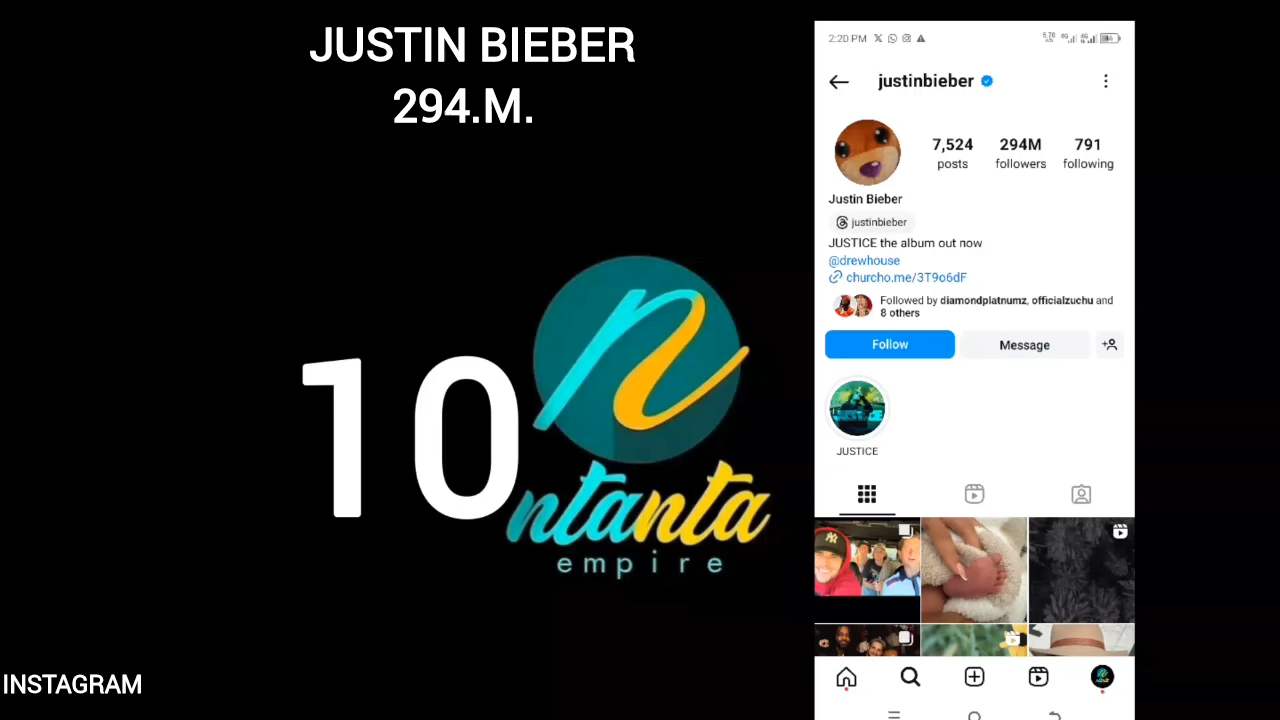 JUSTIN BIEBER
294.M.
10
n
ntanta
empire
INSTAGRAM
2:20 PM
justinbieber
7,524 294M 791
posts followers following
Justin Bieber
justinbieber
JUSTICE the album out now
@drewhouse
churcho.me/3T9o6dF
Followed by diamondplatnumz, officialzuchu and
8 others
Follow Message
JUSTICE